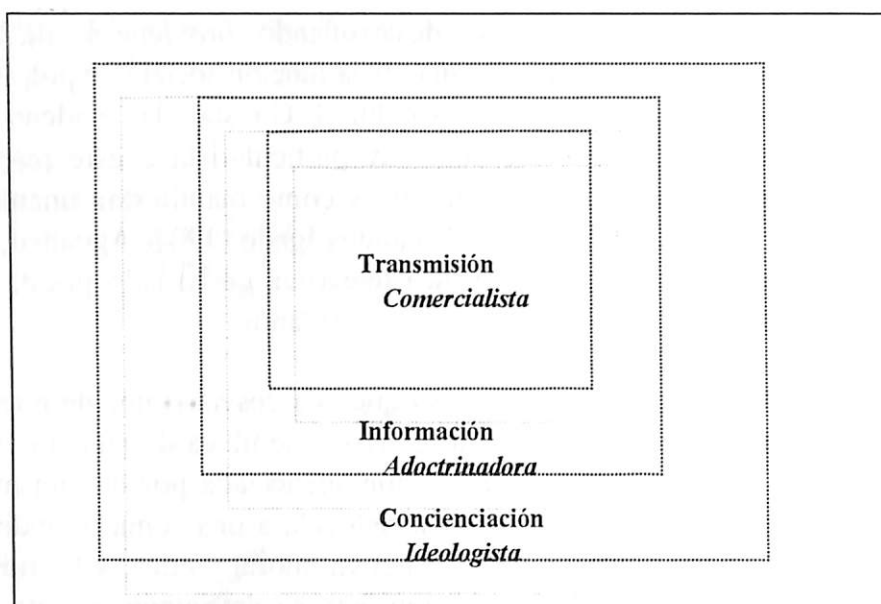 Transmisión
Comercialista
Información
Adoctrinadora
Concienciación
Ideologista